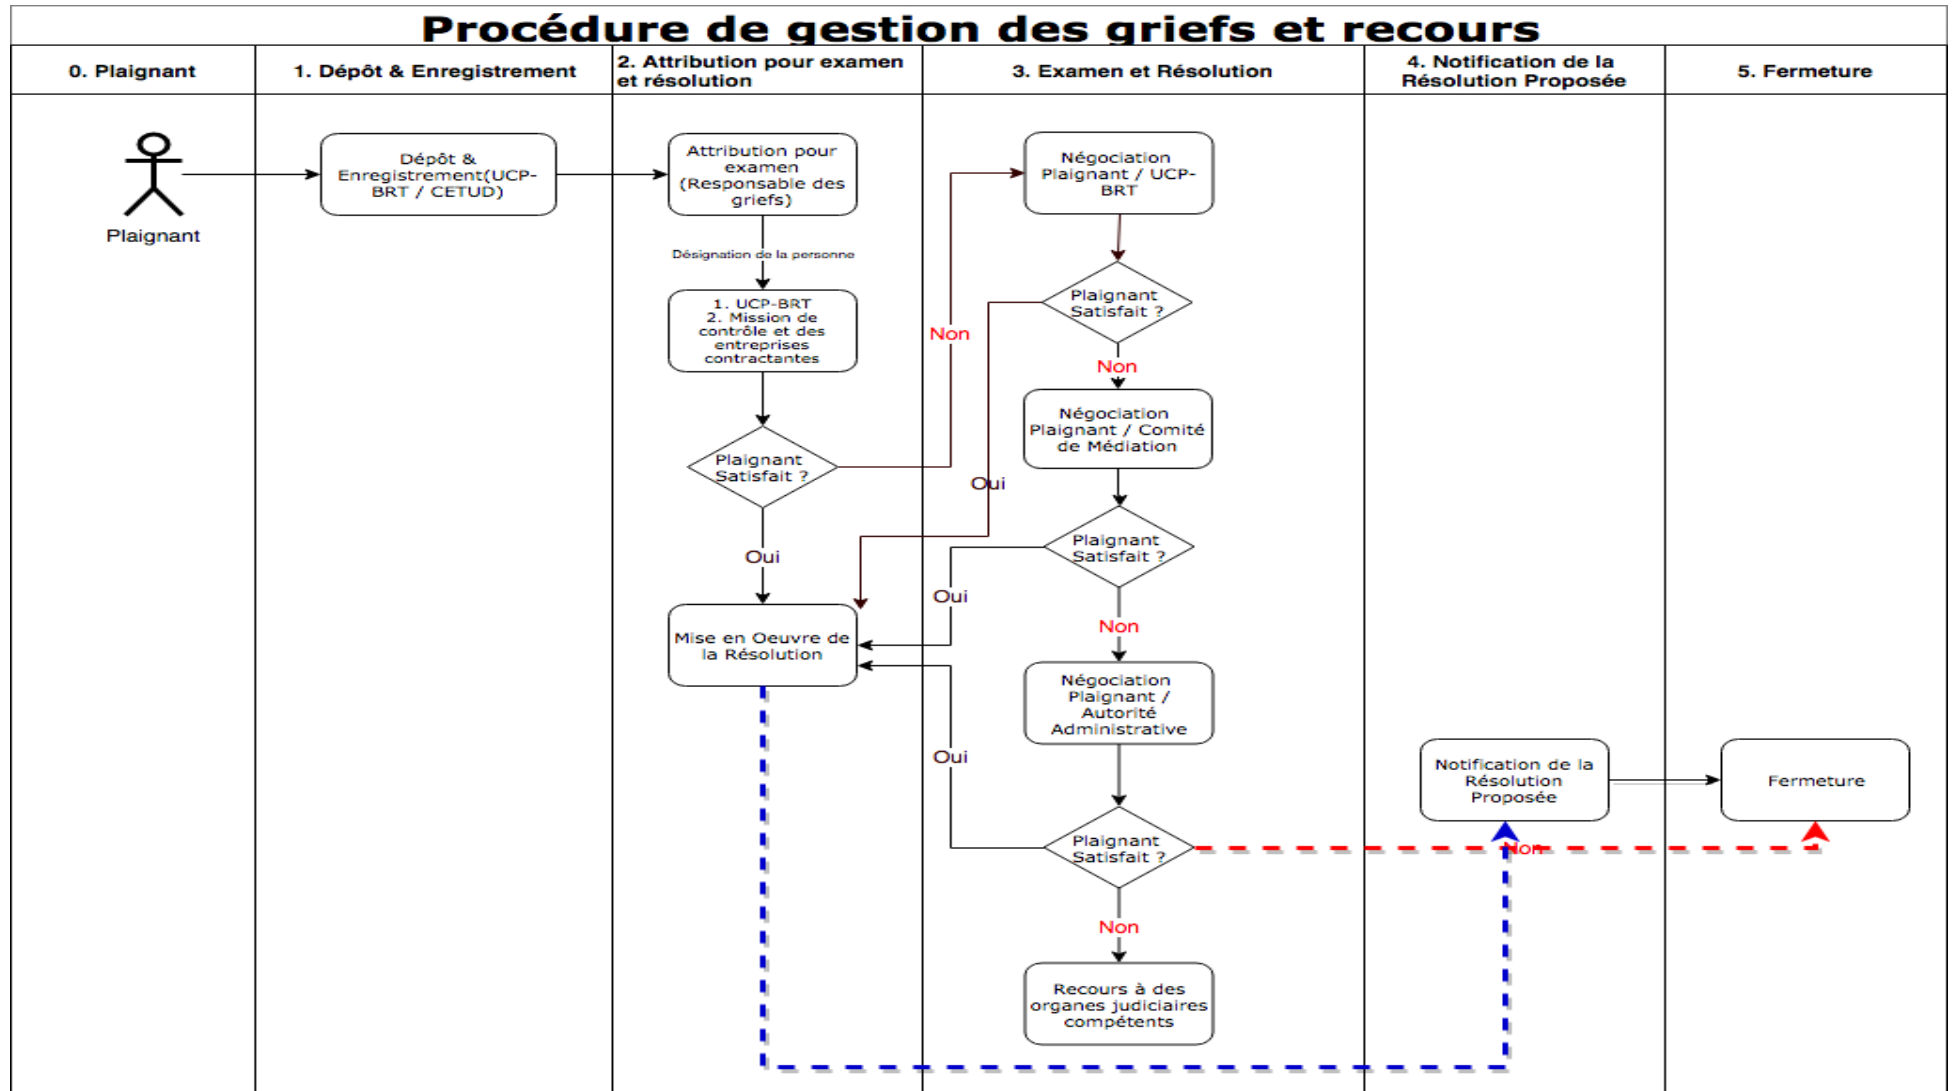 Procédure de gestion des griefs et recours
0. Plaignant
1. Dépôt & Enregistrement
2. Attribution pour examen
et résolution
3. Examen et Résolution
4. Notification de la
Résolution Proposée
5. Fermeture
Plaignant
Dépôt &
Enregistrement(UCP-
BRT / CETUD)
Attribution pour
examen
(Responsable des
griefs)
Désignation de la personne
1. UCP-BRT
2. Mission de
contrôle et des
entreprises
contractantes
Plaignant
Satisfait ?
Oui
Non
Mise en Oeuvre de
la Résolution
Négociation
Plaignant / UCP-
BRT
Plaignant
Satisfait ?
Oui
Non
Négociation
Plaignant / Comité
de Médiation
Plaignant
Satisfait ?
Oui
Non
Négociation
Plaignant /
Autorité
Administrative
Plaignant
Satisfait ?
Oui
Non
Non
Recours à des
organes judiciaires
compétents
Notification de la
Résolution
Proposée
Fermeture